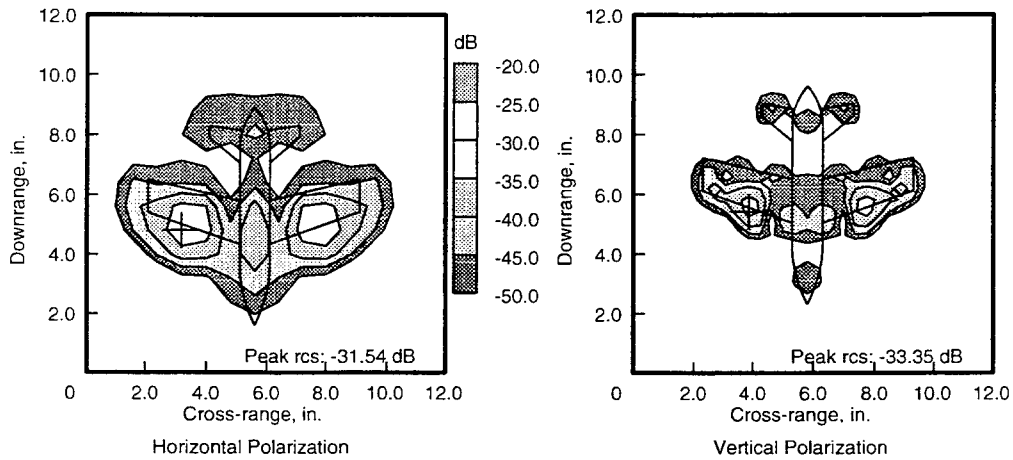 12.0
10.0
8.0
6.0
4.0
2.0
0
2.0 4.0 6.0 8.0 10.0 12.0
Downrange, in.
Cross-range, in.
Peak rcs: -31.54 dB
Horizontal Polarization
dB
-20.0
-25.0
-30.0
-35.0
-40.0
-45.0
-50.0
12.0
10.0
8.0
6.0
4.0
2.0
0
0.0 2.0 4.0 6.0 8.0 10.0 12.0
Downrange, in.
Cross-range, in.
Peak rcs: -33.35 dB
Vertical Polarization